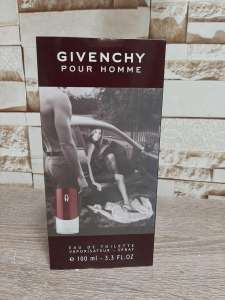 GIVENCHY
POUR HOMME
EAU DE TOILETTE
VAPORISATEUR - SPRAY
e 100 ml - 3.3 FL.OZ